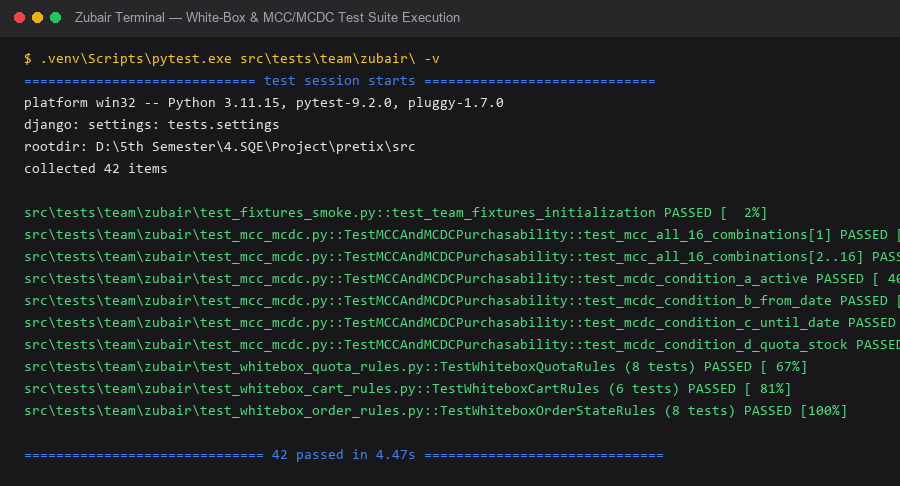 Zubair Terminal — White-Box & MCC/MCDC Test Suite Execution
$ .venv\Scripts\pytest.exe src\tests\team\zubair\ -v
============================= test session starts =============================
platform win32 -- Python 3.11.15, pytest-9.2.0, pluggy-1.7.0
django: settings: tests.settings
rootdir: D:\5th Semester\4.SQE\Project\pretix\src
collected 42 items
src\tests\team\zubair\test_fixtures_smoke.py::test_team_fixtures_initialization PASSED [  2%]
src\tests\team\zubair\test_mcc_mcdc.py::TestMCCAndMCDCPurchasability::test_mcc_all_16_combinations[1] PASSED [
src\tests\team\zubair\test_mcc_mcdc.py::TestMCCAndMCDCPurchasability::test_mcc_all_16_combinations[2..16] PASS
src\tests\team\zubair\test_mcc_mcdc.py::TestMCCAndMCDCPurchasability::test_mcdc_condition_a_active PASSED [ 40
src\tests\team\zubair\test_mcc_mcdc.py::TestMCCAndMCDCPurchasability::test_mcdc_condition_b_from_date PASSED [
src\tests\team\zubair\test_mcc_mcdc.py::TestMCCAndMCDCPurchasability::test_mcdc_condition_c_until_date PASSED
src\tests\team\zubair\test_mcc_mcdc.py::TestMCCAndMCDCPurchasability::test_mcdc_condition_d_quota_stock PASSED
src\tests\team\zubair\test_whitebox_quota_rules.py::TestWhiteboxQuotaRules (8 tests) PASSED [ 67%]
src\tests\team\zubair\test_whitebox_cart_rules.py::TestWhiteboxCartRules (6 tests) PASSED [ 81%]
src\tests\team\zubair\test_whitebox_order_rules.py::TestWhiteboxOrderStateRules (8 tests) PASSED [100%]
============================== 42 passed in 4.47s ==============================